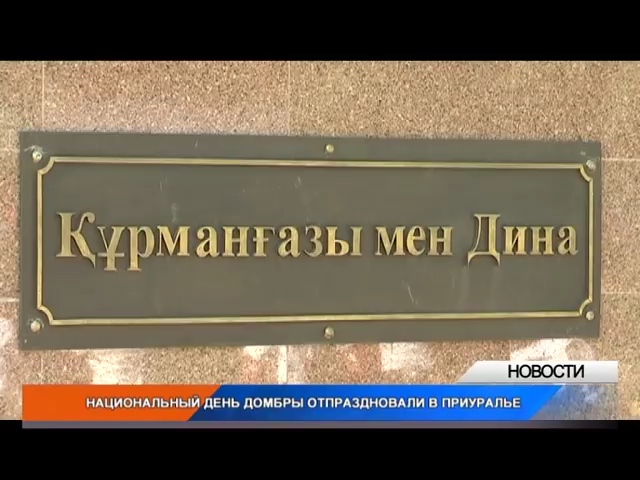 Құрманғазы мен Дина
НОВОСТИ
НАЦИОНАЛЬНЫЙ ДЕНЬ ДОМБРЫ ОТПРАЗДНОВАЛИ В ПРИУРАЛЬЕ